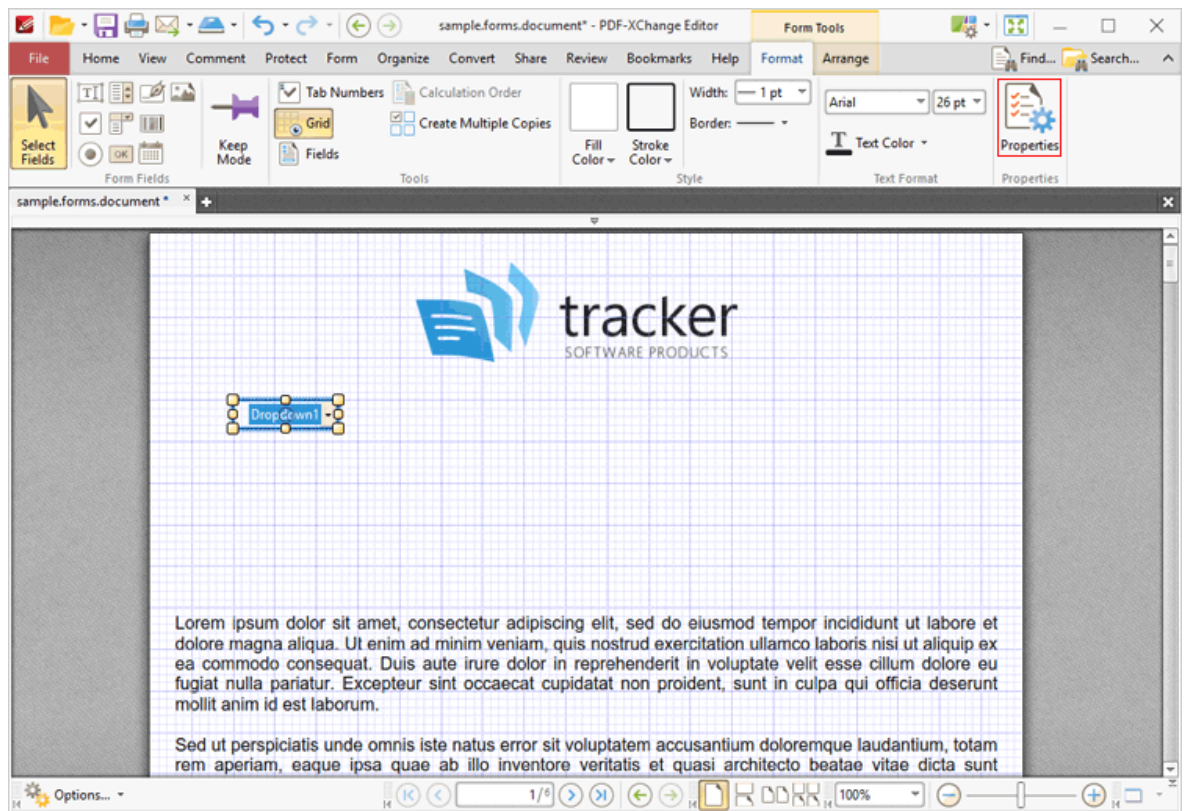 sample.forms.document* - PDF-XChange Editor
Form Tools
File Home View Comment Protect Form Organize Convert Share Review Bookmarks Help Format Arrange Find... Search...
Select Fields
OK
Form Fields
Keep Mode
Tab Numbers
Grid
Fields
Calculation Order
Create Multiple Copies
Tools
Fill Color
Stroke Color
Width: 1 pt
Border:
Style
Arial 26 pt
Text Color
Text Format
Properties
Properties
sample.forms.document *
tracker
SOFTWARE PRODUCTS
Dropdown1
Lorem ipsum dolor sit amet, consectetur adipiscing elit, sed do eiusmod tempor incididunt ut labore et
dolore magna aliqua. Ut enim ad minim veniam, quis nostrud exercitation ullamco laboris nisi ut aliquip ex
ea commodo consequat. Duis aute irure dolor in reprehenderit in voluptate velit esse cillum dolore eu
fugiat nulla pariatur. Excepteur sint occaecat cupidatat non proident, sunt in culpa qui officia deserunt
mollit anim id est laborum.
Sed ut perspiciatis unde omnis iste natus error sit voluptatem accusantium doloremque laudantium, totam
rem aperiam, eaque ipsa quae ab illo inventore veritatis et quasi architecto beatae vitae dicta sunt
Options... 1/6 100%